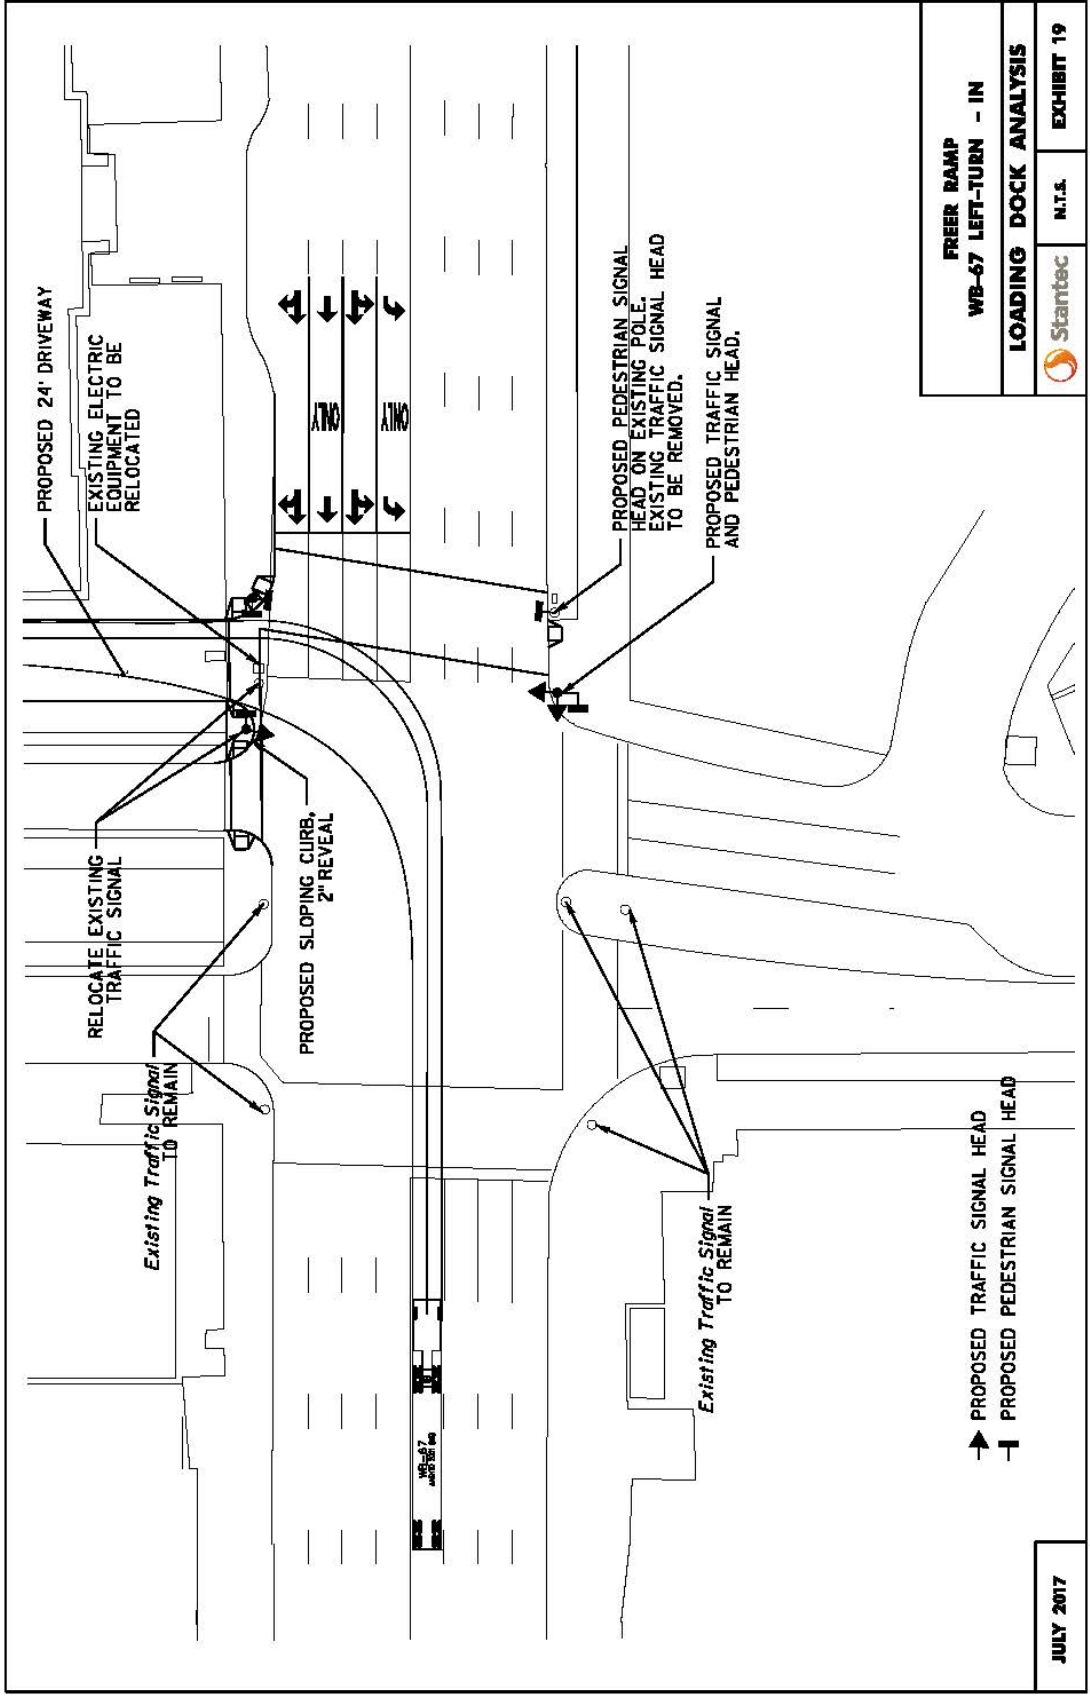 PROPOSED 24' DRIVEWAY
EXISTING ELECTRIC
EQUIPMENT TO BE
RELOCATED
RELOCATE EXISTING
TRAFFIC SIGNAL
Existing Traffic Signal
TO REMAIN
PROPOSED SLOPING CURB,
2" REVEAL
ONLY
ONLY
PROPOSED PEDESTRIAN SIGNAL
HEAD ON EXISTING POLE.
EXISTING TRAFFIC SIGNAL HEAD
TO BE REMOVED.
PROPOSED TRAFFIC SIGNAL
AND PEDESTRIAN HEAD.
WB-67
Existing Traffic Signal
TO REMAIN
PROPOSED TRAFFIC SIGNAL HEAD
PROPOSED PEDESTRIAN SIGNAL HEAD
FREER RAMP
WB-67 LEFT-TURN - IN
LOADING DOCK ANALYSIS
Stantec
N.T.S.
EXHIBIT 19
JULY 2017